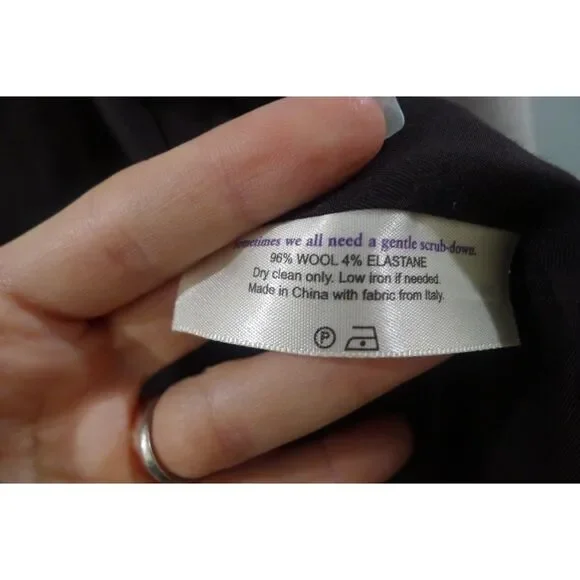 Sometimes we all need a gentle scrub-down.
96% WOOL 4% ELASTANE
Dry clean only. Low iron if needed.
Made in China with fabric from Italy.
P